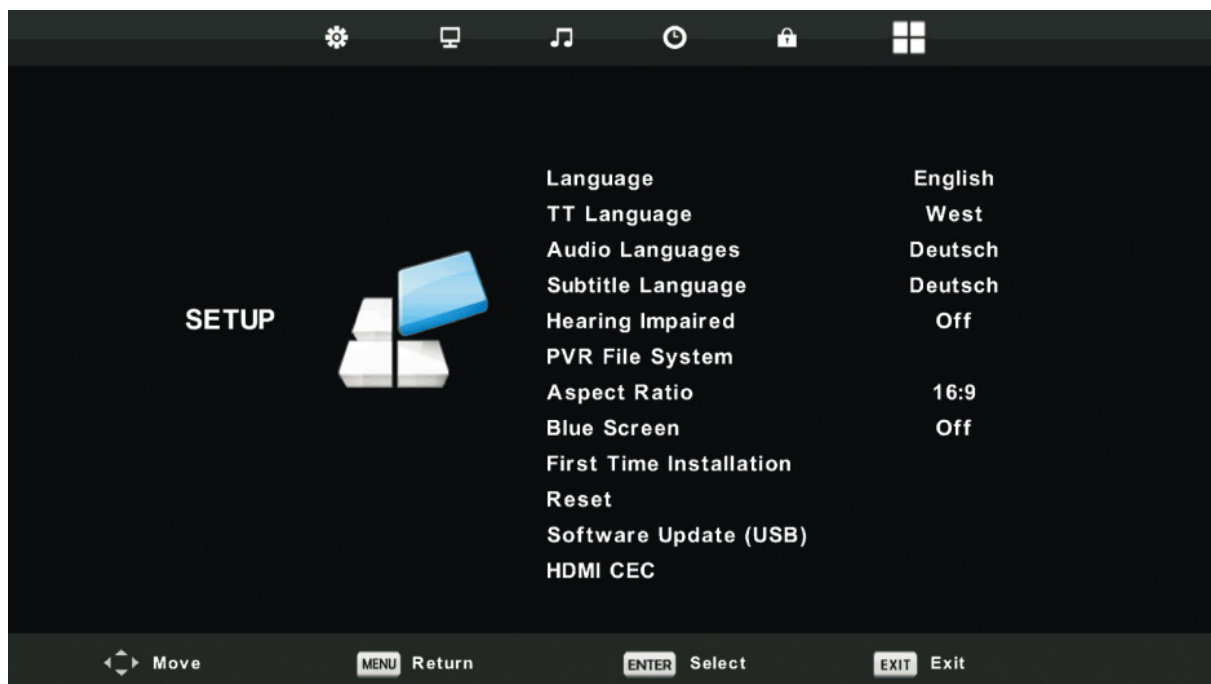 Language English
TT Language West
Audio Languages Deutsch
Subtitle Language Deutsch
SETUP
Hearing Impaired Off
PVR File System
Aspect Ratio 16:9
Blue Screen Off
First Time Installation
Reset
Software Update (USB)
HDMI CEC
Move MENU Return ENTER Select EXIT Exit